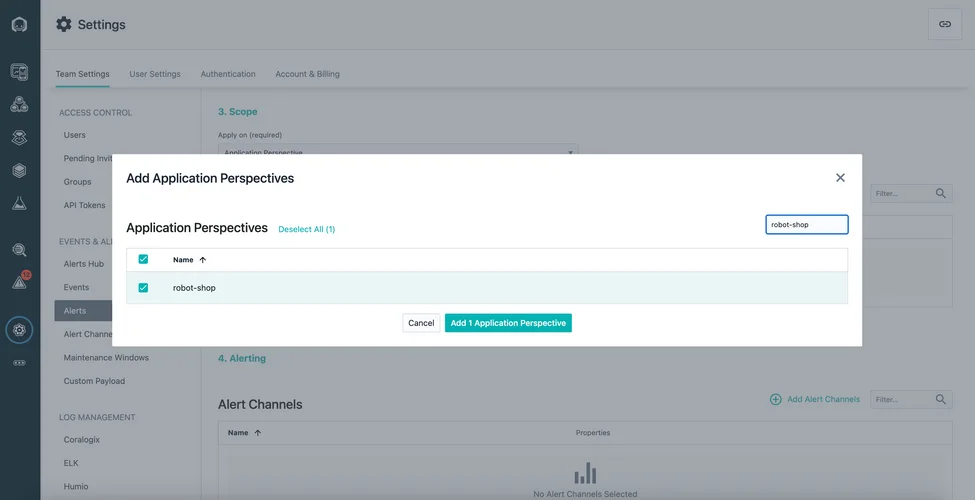 Settings
Team Settings
User Settings
Authentication
Account & Billing
ACCESS CONTROL
Users
Pending Invit
Groups
API Tokens
EVENTS & AL
Alerts Hub
12
Events
Alerts
Alert Channe
Maintenance Windows
Custom Payload
LOG MANAGEMENT
Coralogix
ELK
Humio
3. Scope
Apply on (required)
Application Perspective
Filter...
Add Application Perspectives
Application Perspectives
Deselect All (1)
robot-shop
Name
robot-shop
Cancel
Add 1 Application Perspective
4. Alerting
Alert Channels
Add Alert Channels
Filter...
Name
Properties
No Alert Channels Selected